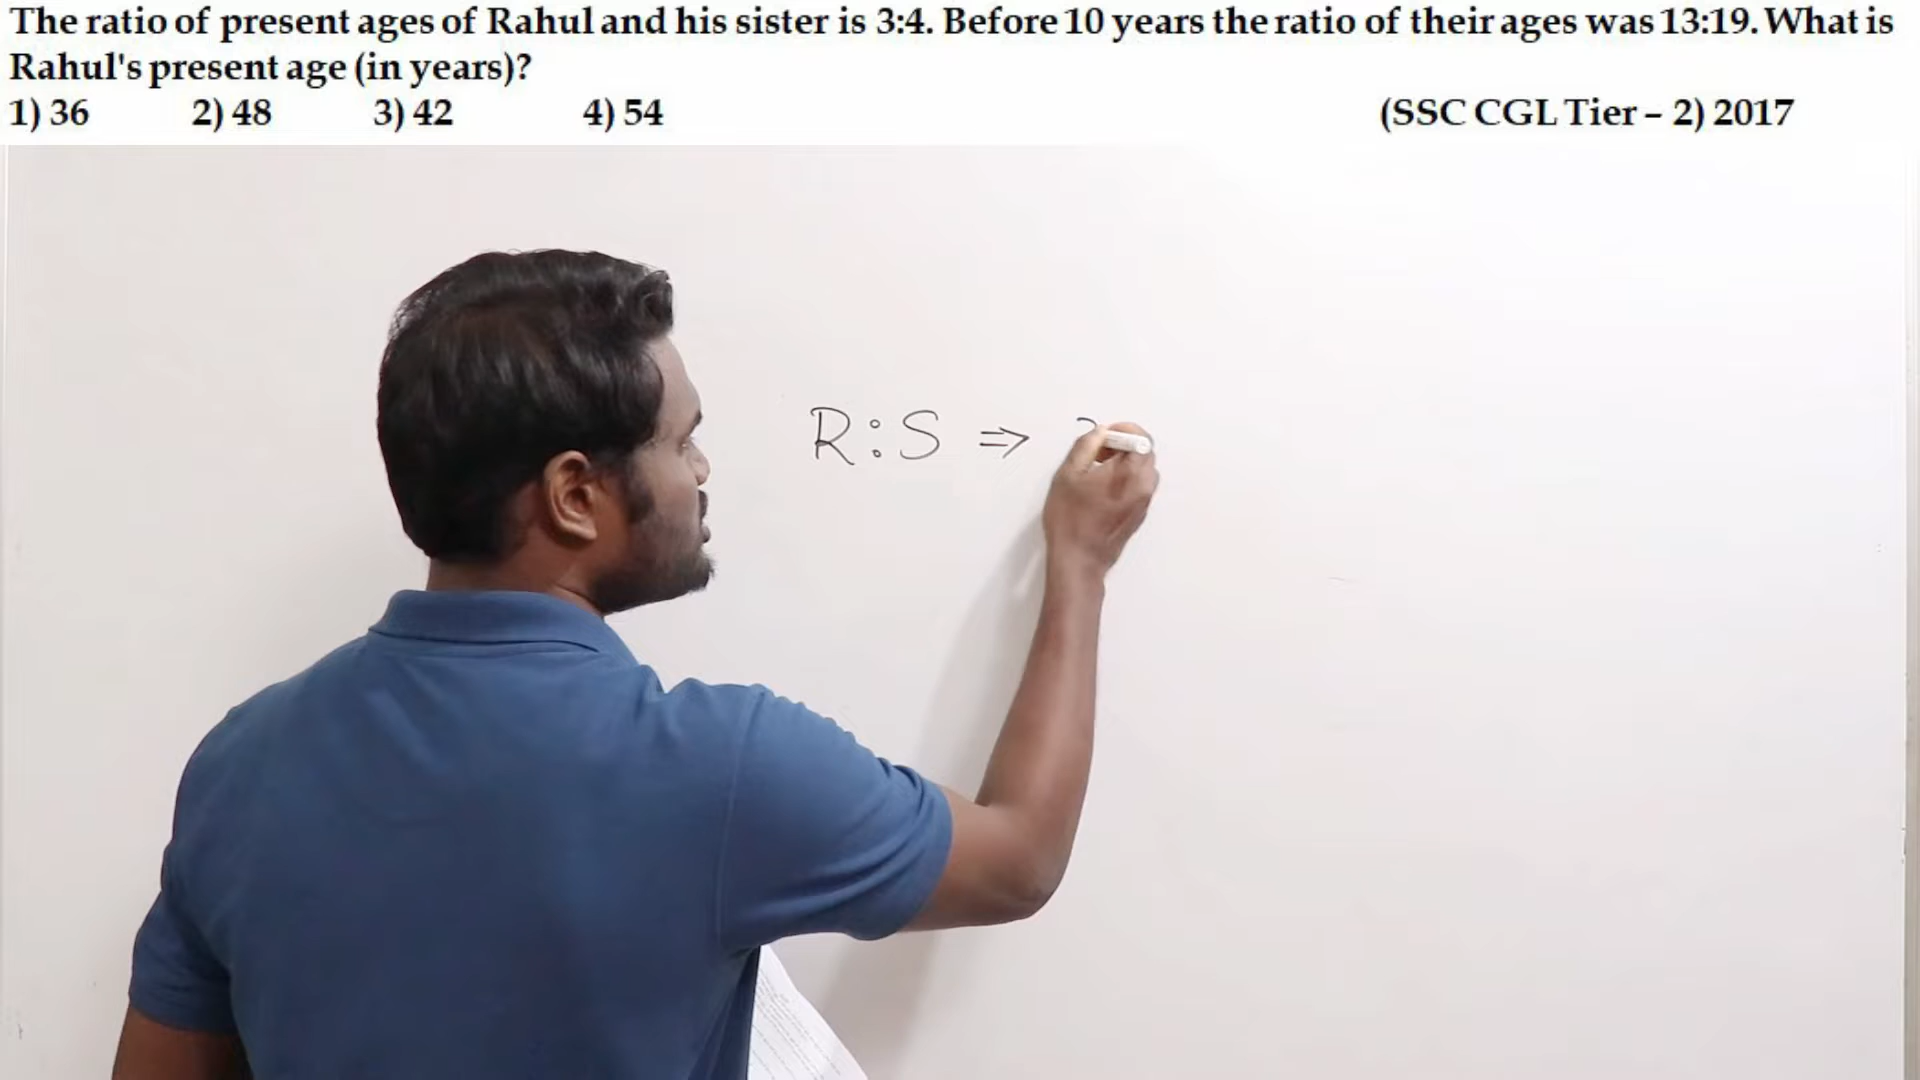 The ratio of present ages of Rahul and his sister is 3:4. Before 10 years the ratio of their ages was 13:19. What is
Rahul's present age (in years)?
1) 36 2) 48 3) 42 4) 54 (SSC CGL Tier – 2) 2017
R : S ⇒